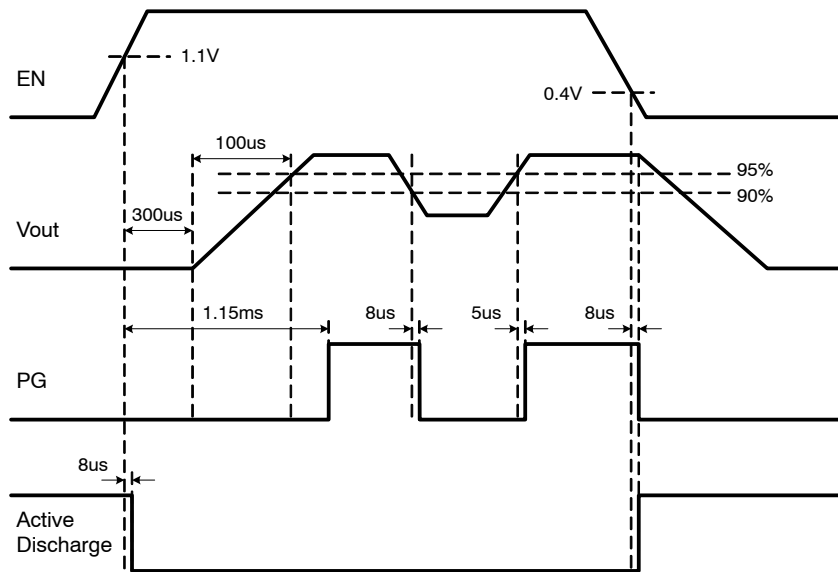 1.1V
EN
0.4V
100us
95%
90%
300us
Vout
1.15ms
8us
5us
8us
PG
8us
Active
Discharge